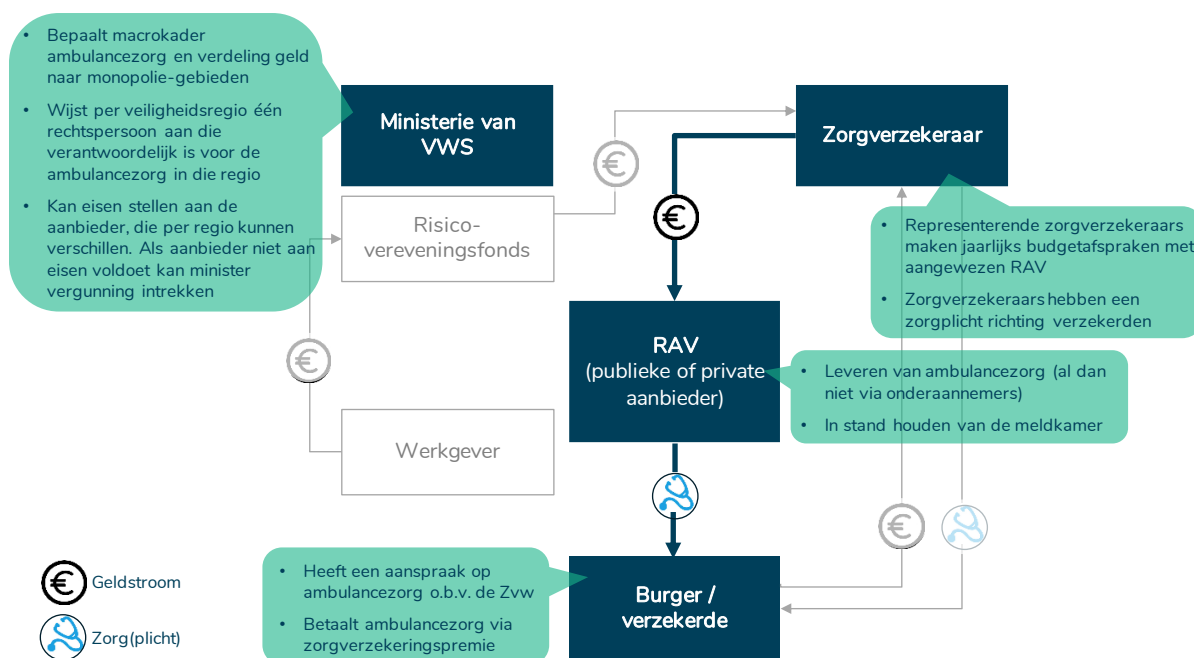 • Bepaalt macrokader
ambulancezorg en verdeling geld
naar monopolie-gebieden
• Wijst per veiligheidsregio één
rechtspersoon aan die
verantwoordelijk is voor de
ambulancezorg in die regio
• Kan eisen stellen aan de
aanbieder, die per regio kunnen
verschillen. Als aanbieder niet aan
eisen voldoet kan minister
vergunning intrekken
Ministerie van
VWS
Zorgverzekeraar
Risico-
vereveningsfonds
• Representerende zorgverzekeraars
maken jaarlijks budgetafspraken met
aangewezen RAV
• Zorgverzekeraars hebben een
zorgplicht richting verzekerden
RAV
(publieke of private
aanbieder)
• Leveren van ambulancezorg (al dan
niet via onderaannemers)
• In stand houden van de meldkamer
Werkgever
Geldstroom
Zorg(plicht)
• Heeft een aanspraak op
ambulancezorg o.b.v. de Zvw
• Betaalt ambulancezorg via
zorgverzekeringspremie
Burger /
verzekerde